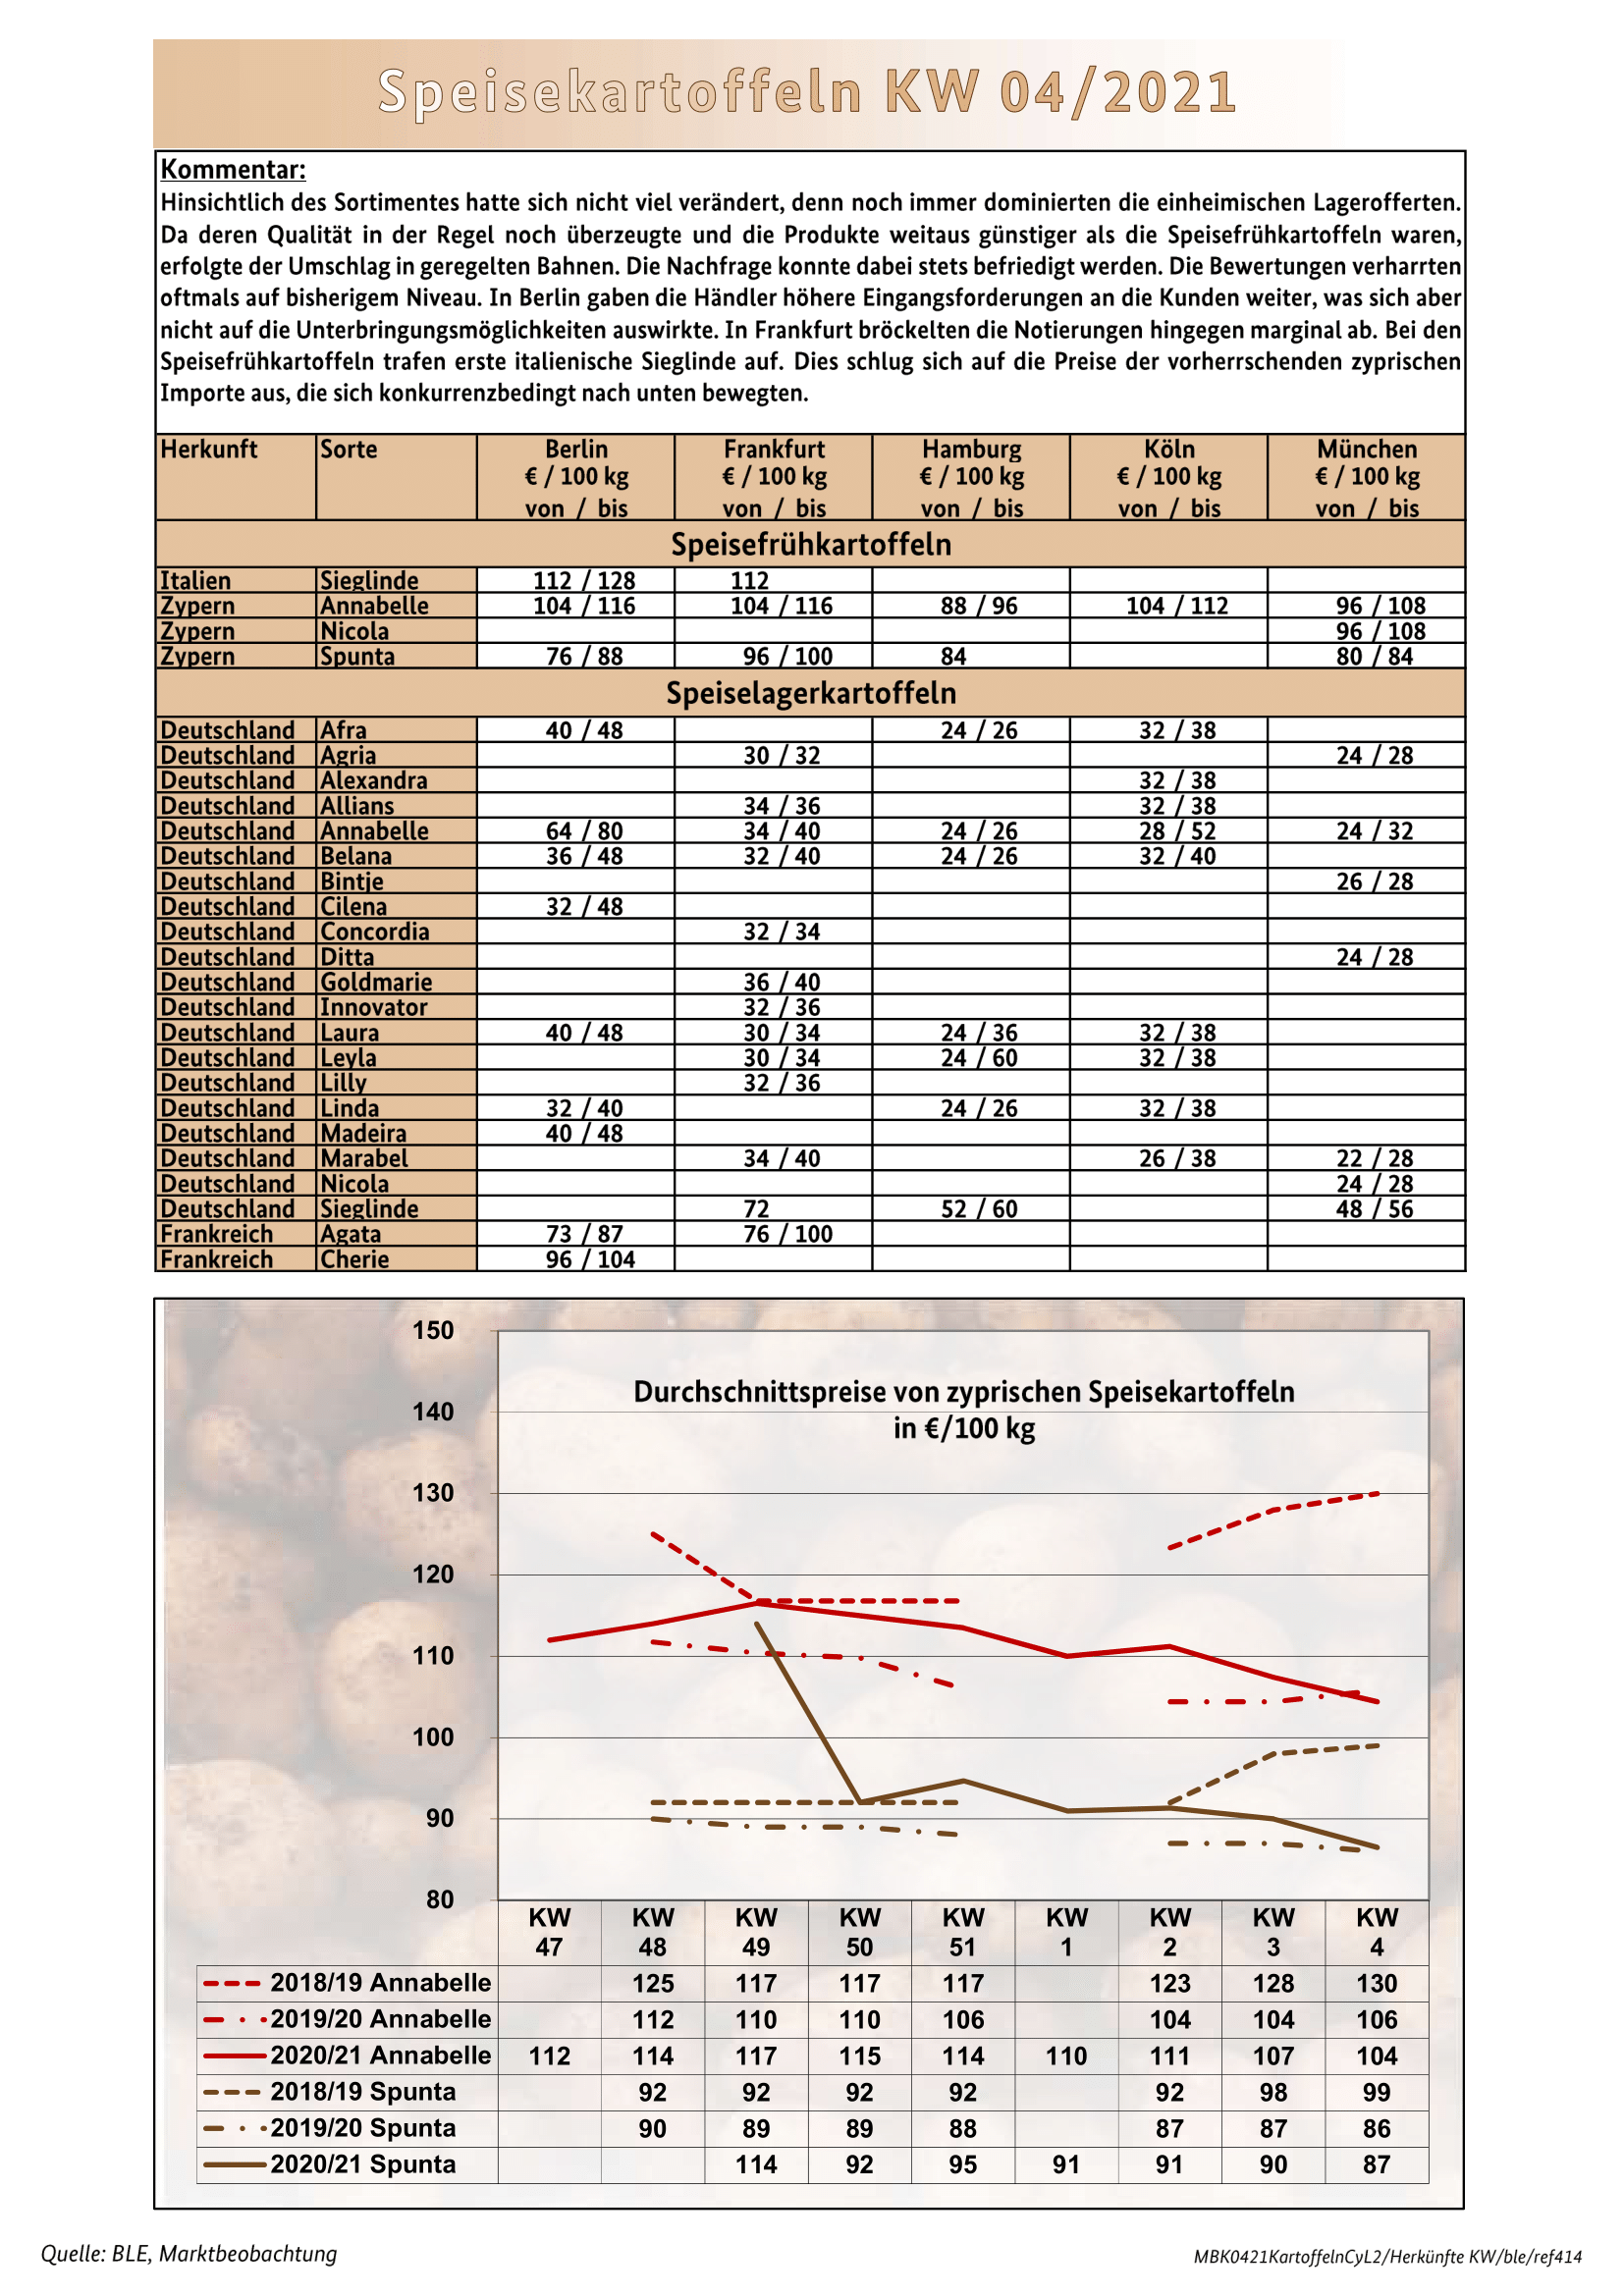 Speisekartoffeln KW 04/2021
Kommentar:
Hinsichtlich des Sortimentes hatte sich nicht viel verändert, denn noch immer dominierten die einheimischen Lagerofferten.
Da deren Qualität in der Regel noch überzeugte und die Produkte weitaus günstiger als die Speisefrühkartoffeln waren,
erfolgte der Umschlag in geregelten Bahnen. Die Nachfrage konnte dabei stets befriedigt werden. Die Bewertungen verharrten
oftmals auf bisherigem Niveau. In Berlin gaben die Händler höhere Eingangsforderungen an die Kunden weiter, was sich aber
nicht auf die Unterbringungsmöglichkeiten auswirkte. In Frankfurt bröckelten die Notierungen hingegen marginal ab. Bei den
Speisefrühkartoffeln trafen erste italienische Sieglinde auf. Dies schlug sich auf die Preise der vorherrschenden zyprischen
Importe aus, die sich konkurrenzbedingt nach unten bewegten.
Herkunft Sorte Berlin Frankfurt Hamburg Köln München
€ / 100 kg € / 100 kg € / 100 kg € / 100 kg € / 100 kg
von / bis von / bis von / bis von / bis von / bis
Speisefrühkartoffeln
Italien Sieglinde 112 / 128 112
Zypern Annabelle 104 / 116 104 / 116 88 / 96 104 / 112 96 / 108
Zypern Nicola 96 / 108
Zypern Spunta 76 / 88 96 / 100 84 80 / 84
Speiselagerkartoffeln
Deutschland Afra 40 / 48 24 / 26 32 / 38
Deutschland Agria 30 / 32 24 / 28
Deutschland Alexandra 32 / 38
Deutschland Allians 34 / 36 32 / 38
Deutschland Annabelle 64 / 80 34 / 40 24 / 26 28 / 52 24 / 32
Deutschland Belana 36 / 48 32 / 40 24 / 26 32 / 40
Deutschland Bintje 26 / 28
Deutschland Cilena 32 / 48
Deutschland Concordia 32 / 34
Deutschland Ditta 24 / 28
Deutschland Goldmarie 36 / 40
Deutschland Innovator 32 / 36
Deutschland Laura 40 / 48 30 / 34 24 / 36 32 / 38
Deutschland Leyla 30 / 34 24 / 60 32 / 38
Deutschland Lilly 32 / 36
Deutschland Linda 32 / 40 24 / 26 32 / 38
Deutschland Madeira 40 / 48
Deutschland Marabel 34 / 40 26 / 38 22 / 28
Deutschland Nicola 24 / 28
Deutschland Sieglinde 72 52 / 60 48 / 56
Frankreich Agata 73 / 87 76 / 100
Frankreich Cherie 96 / 104
Durchschnittspreise von zyprischen Speisekartoffeln
in €/100 kg
150
140
130
120
110
100
90
80
KW KW KW KW KW KW KW KW KW
47 48 49 50 51 1 2 3 4
2018/19 Annabelle 125 117 117 117 123 128 130
2019/20 Annabelle 112 110 110 106 104 104 106
2020/21 Annabelle 112 114 117 115 114 110 111 107 104
2018/19 Spunta 92 92 92 92 92 98 99
2019/20 Spunta 90 89 89 88 87 87 86
2020/21 Spunta 114 92 95 91 91 90 87
Quelle: BLE, Marktbeobachtung
MBK0421KartoffelnCyL2/Herkünfte KW/ble/ref414